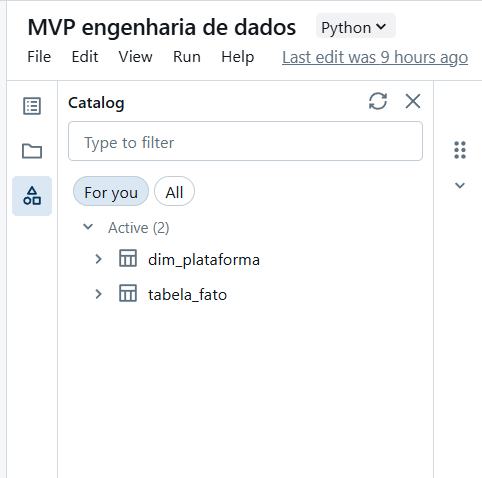 MVP engenharia de dados Python
File Edit View Run Help Last edit was 9 hours ago
Catalog
Type to filter
For you All
Active (2)
dim_plataforma
tabela_fato